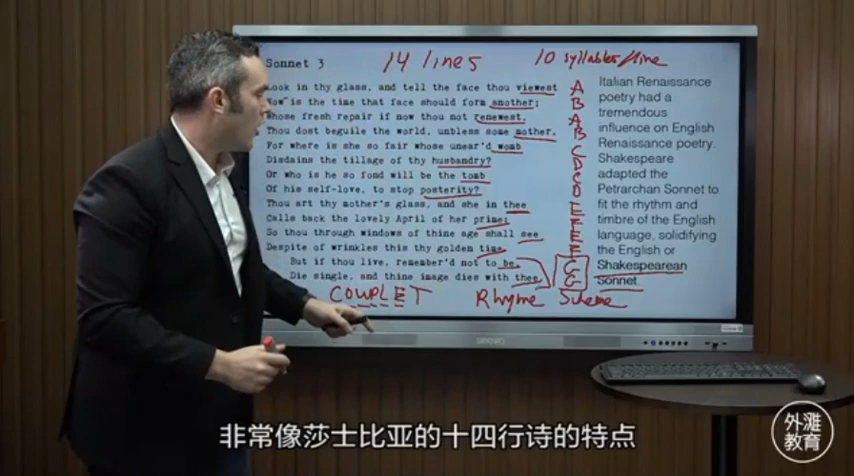 Sonnet 3
14 lines
10 syllables/line
Look in thy glass, and tell the face thou viewest A
Now is the time that face should form another; B
Whose fresh repair if now thou not renewest, A
Thou dost beguile the world, unless some mother. B
For where is she so fair whose unear'd womb C
Disdains the tillage of thy husbandry? D
Or who is he so fond will be the tomb C
Of his self-love, to stop posterity? D
Thou art thy mother's glass, and she in thee E
Calls back the lovely April of her prime; F
So thou through windows of thine age shall see E
Despite of wrinkles this thy golden time. F
But if thou live, remember'd not to be, G
Die single, and thine image dies with thee G
COUPLET
Rhyme Scheme
Italian Renaissance
poetry had a
tremendous
influence on English
Renaissance poetry.
Shakespeare
adapted the
Petrarchan Sonnet to
fit the rhythm and
timbre of the English
language, solidifying
the English or
Shakespearean
Sonnet.
seewo
非常像莎士比亚的十四行诗的特点
外滩
教育